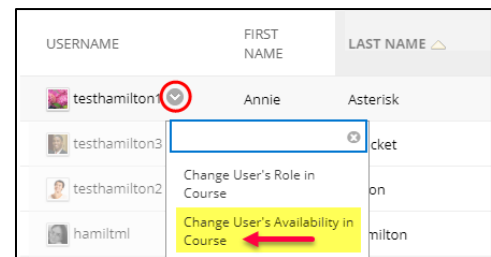 USERNAME
FIRST
NAME
LAST NAME
testhamilton1
Annie
Asterisk
testhamilton3
cket
Change User's Role in
Course
testhamilton2
on
Change User's Availability in
Course
hamiltml
milton